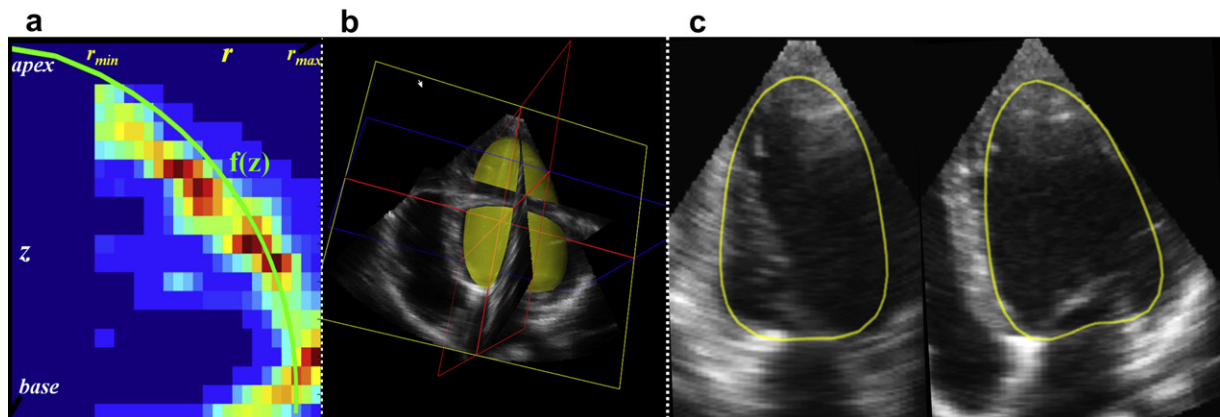 a
b
c
r_min r r_max
apex
f(z)
z
base